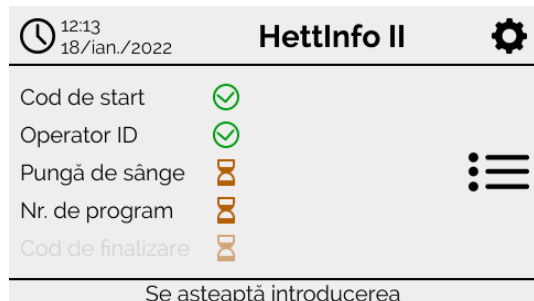 12:13
18/ian./2022
HettInfo II
Cod de start
Operator ID
Pungă de sânge
Nr. de program
Cod de finalizare
Se așteaptă introducerea